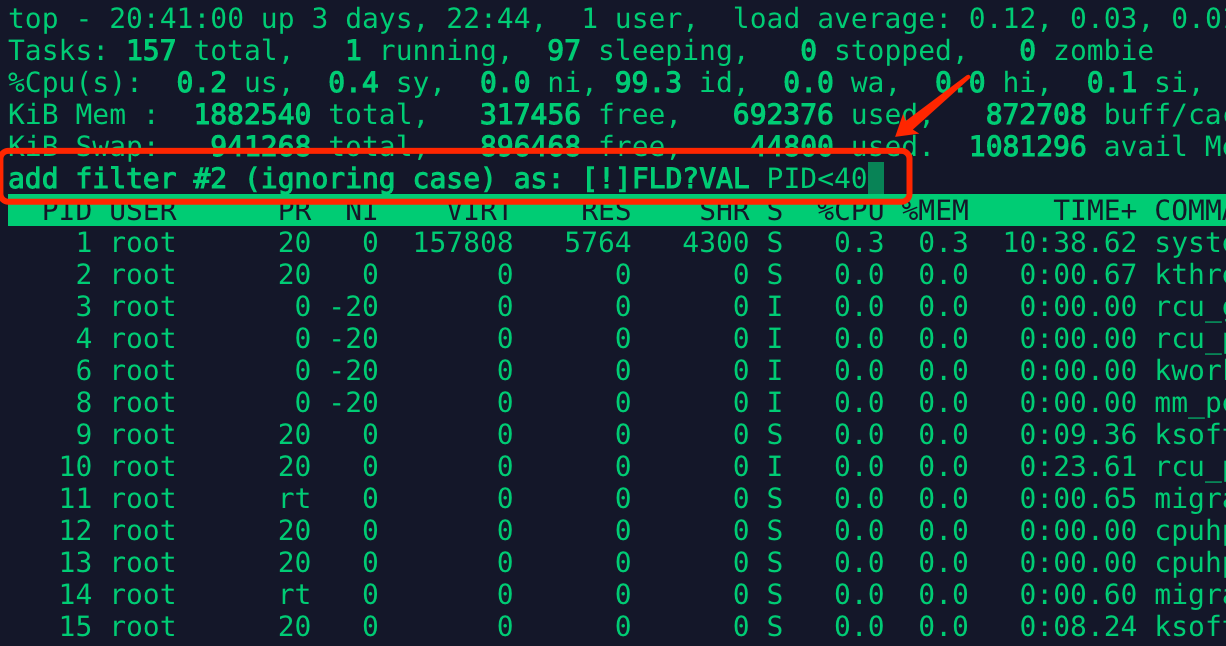 top - 20:41:00 up 3 days, 22:44,  1 user,  load average: 0.12, 0.03, 0.0
Tasks: 157 total,   1 running,  97 sleeping,   0 stopped,   0 zombie
%Cpu(s):  0.2 us,  0.4 sy,  0.0 ni, 99.3 id,  0.0 wa,  0.0 hi,  0.1 si,
KiB Mem :  1882540 total,   317456 free,   692376 used,   872708 buff/ca
KiB Swap:   941268 total,   896468 free,    44800 used.  1081296 avail M
add filter #2 (ignoring case) as: [!]FLD?VAL PID<40
PID USER      PR  NI    VIRT    RES    SHR S  %CPU %MEM     TIME+ COMM
1 root      20   0  157808   5764   4300 S   0.3  0.3  10:38.62 syst
2 root      20   0       0      0      0 S   0.0  0.0   0:00.67 kthr
3 root       0 -20       0      0      0 I   0.0  0.0   0:00.00 rcu_
4 root       0 -20       0      0      0 I   0.0  0.0   0:00.00 rcu_
6 root       0 -20       0      0      0 I   0.0  0.0   0:00.00 kwor
8 root       0 -20       0      0      0 I   0.0  0.0   0:00.00 mm_p
9 root      20   0       0      0      0 S   0.0  0.0   0:09.36 ksof
10 root      20   0       0      0      0 I   0.0  0.0   0:23.61 rcu_
11 root      rt   0       0      0      0 S   0.0  0.0   0:00.65 migr
12 root      20   0       0      0      0 S   0.0  0.0   0:00.00 cpuh
13 root      20   0       0      0      0 S   0.0  0.0   0:00.00 cpuh
14 root      rt   0       0      0      0 S   0.0  0.0   0:00.60 migr
15 root      20   0       0      0      0 S   0.0  0.0   0:08.24 ksof